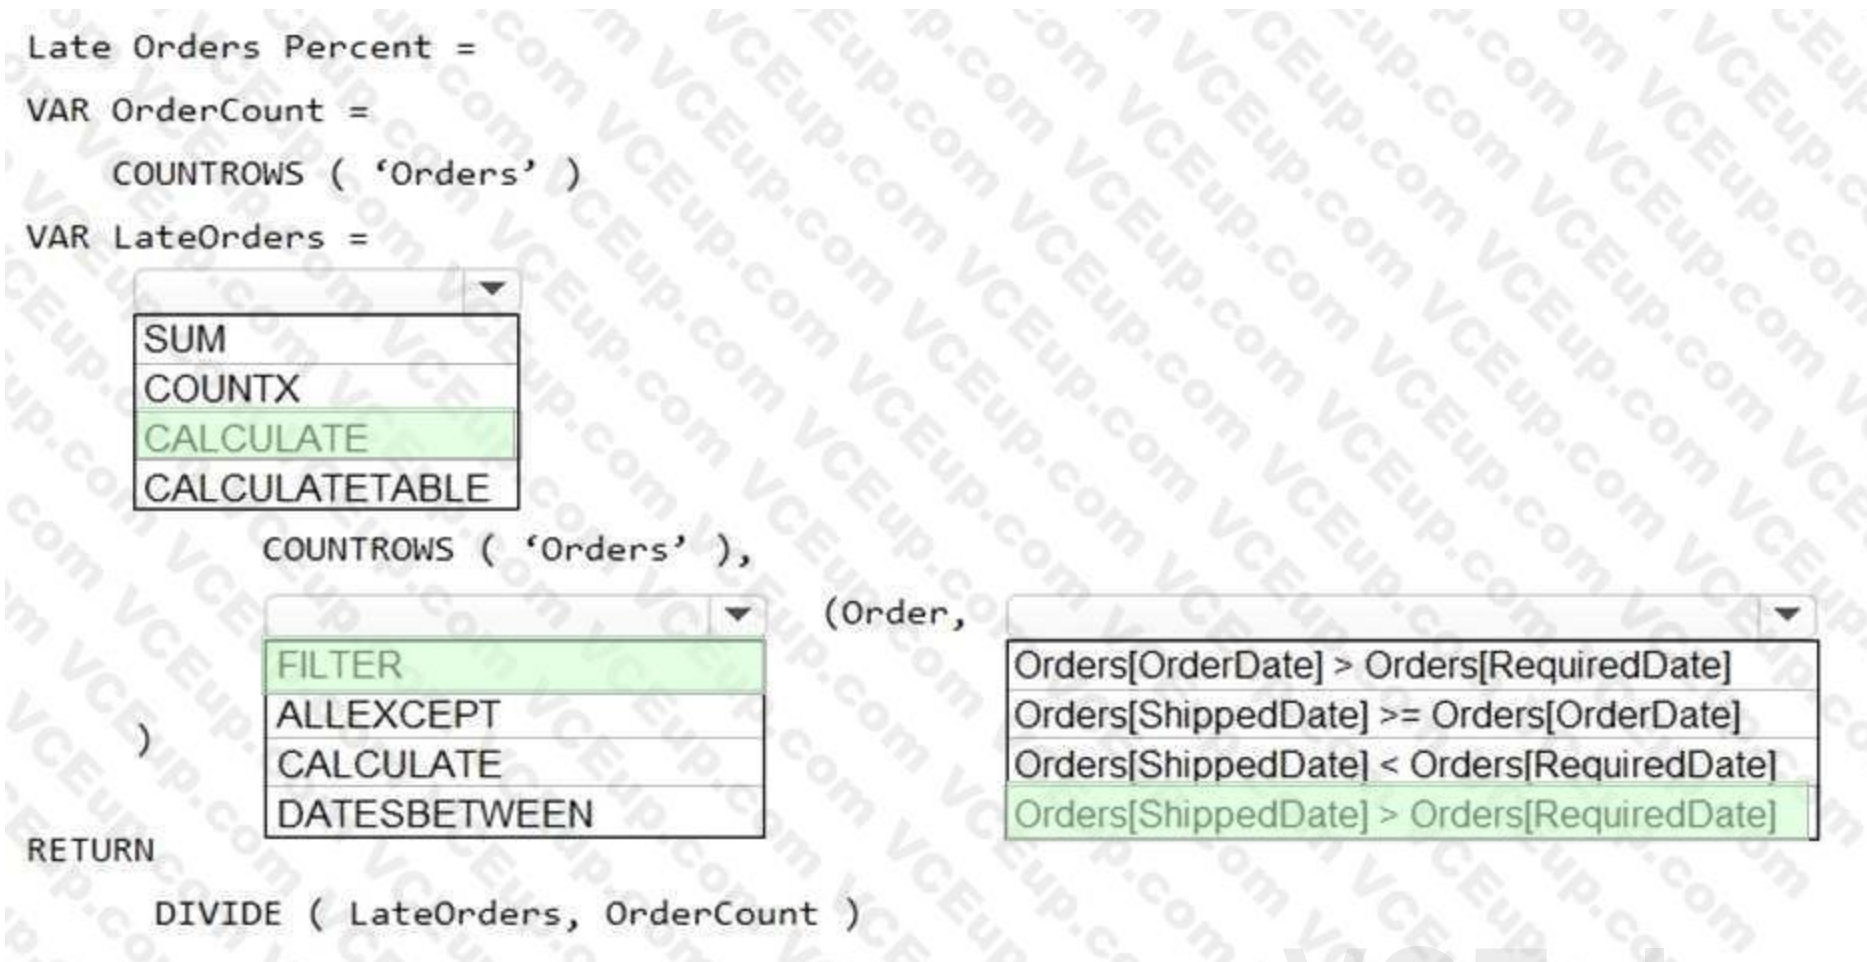 Late Orders Percent =
VAR OrderCount =
COUNTROWS ( ‘Orders’ )
VAR LateOrders =
SUM
COUNTX
CALCULATE
CALCULATETABLE
COUNTROWS ( ‘Orders’ ),
(Order,
FILTER
ALLEXCEPT
CALCULATE
DATESBETWEEN
Orders[OrderDate] > Orders[RequiredDate]
Orders[ShippedDate] >= Orders[OrderDate]
Orders[ShippedDate] < Orders[RequiredDate]
Orders[ShippedDate] > Orders[RequiredDate]
)
RETURN
DIVIDE ( LateOrders, OrderCount )
VCEup.com